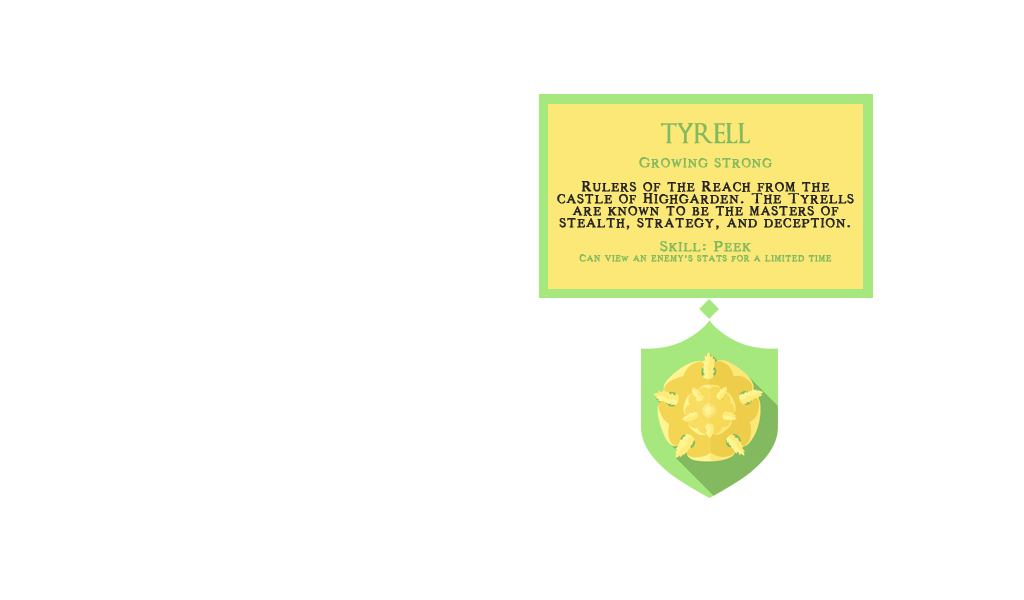 TYRELL
Growing strong
Rulers of the Reach from the
castle of Highgarden. The Tyrells
are known to be the masters of
stealth, strategy, and deception.
Skill: Peek
Can view an enemy's stats for a limited time